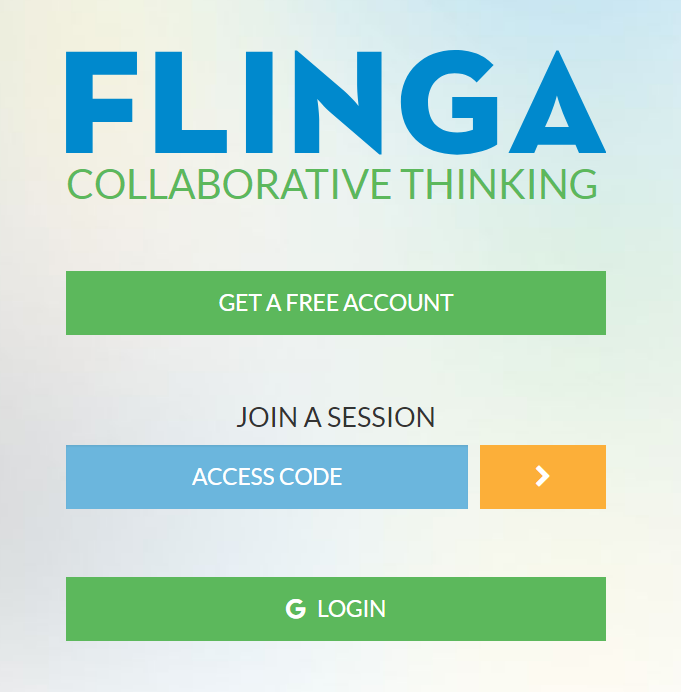 FLINGA
COLLABORATIVE THINKING
GET A FREE ACCOUNT
JOIN A SESSION
ACCESS CODE
G LOGIN